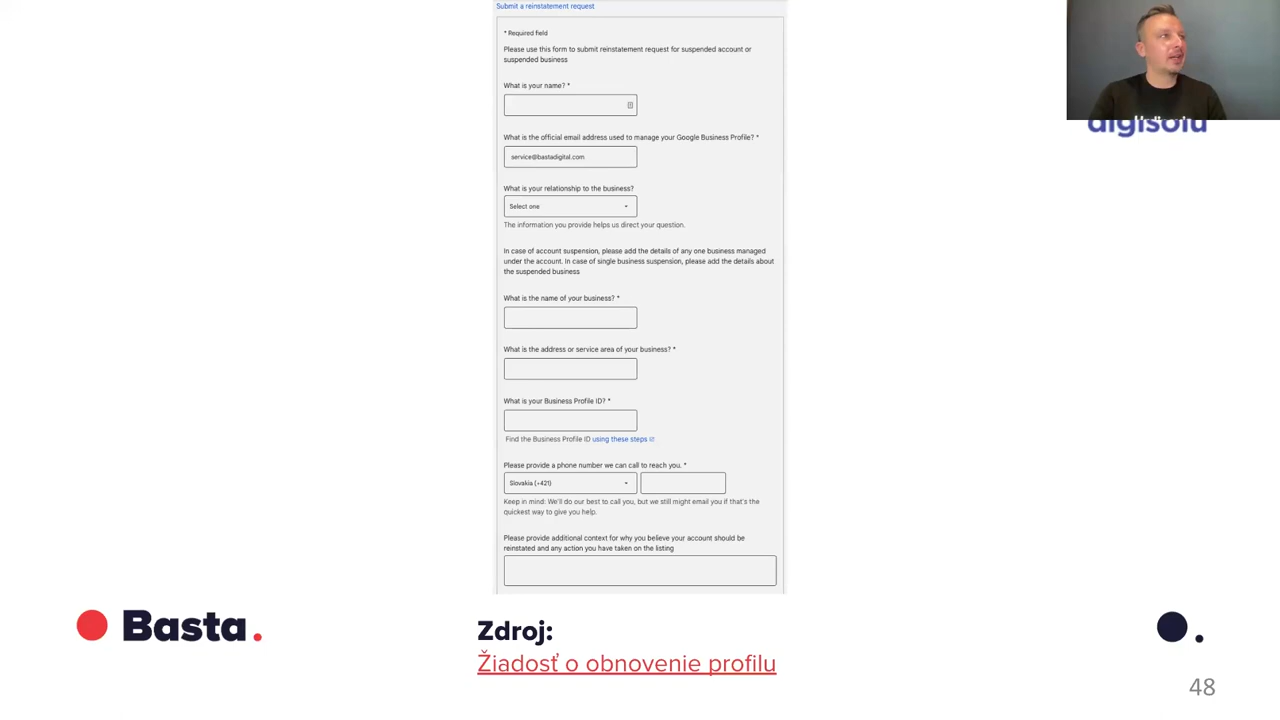 Submit a reinstatement request
* Required field
Please use this form to submit reinstatement request for suspended account or
suspended business
What is your name? *
What is the official email address used to manage your Google Business Profile? *
service@bastadigital.com
What is your relationship to the business?
Select one
The information you provide helps us direct your question.
In case of account suspension, please add the details of any one business managed
under the account. In case of single business suspension, please add the details about
the suspended business
What is the name of your business? *
What is the address or service area of your business? *
What is your Business Profile ID? *
Find the Business Profile ID using these steps
Please provide a phone number we can call to reach you. *
Slovakia (+421)
Keep in mind: We'll do our best to call you, but we still might email you if that's the
quickest way to give you help.
Please provide additional context for why you believe your account should be
reinstated and any action you have taken on the listing
digisolu
Basta.
Zdroj:
Žiadosť o obnovenie profilu
48